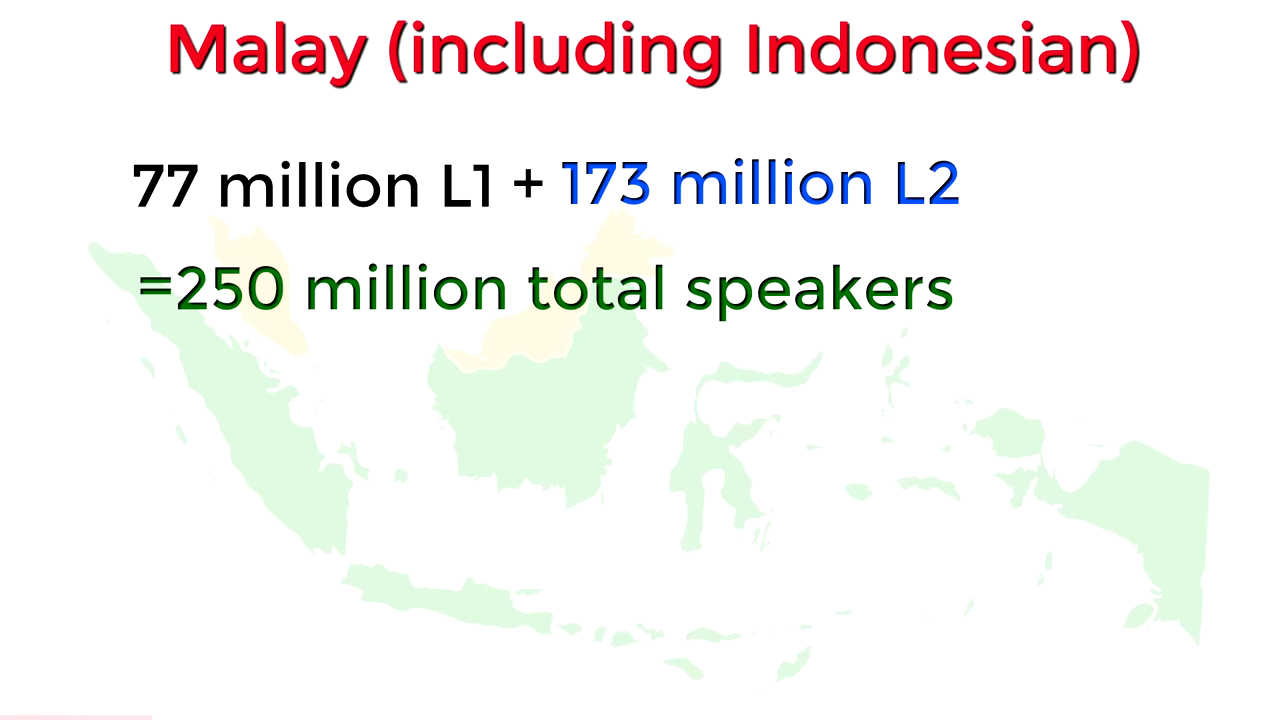 Malay (including Indonesian)
77 million L1 + 173 million L2
=250 million total speakers